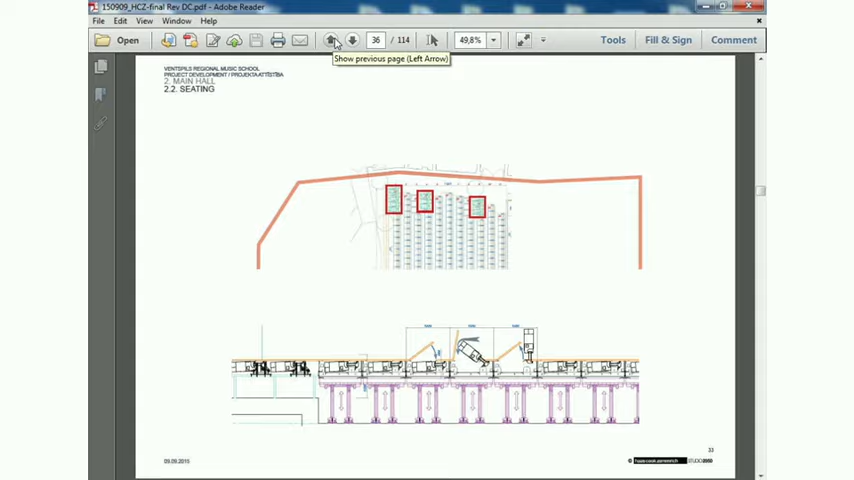 150909_HCZ-final Rev DC.pdf - Adobe Reader
File Edit View Window Help
Open 36 / 114 49,8% Tools Fill & Sign Comment
Show previous page (Left Arrow)
VENTSPILS REGIONAL MUSIC SCHOOL
PROJECT DEVELOPMENT / PROJEKTA ATTĪSTĪBA
2. MAIN HALL
2.2. SEATING
33
09.09.2015